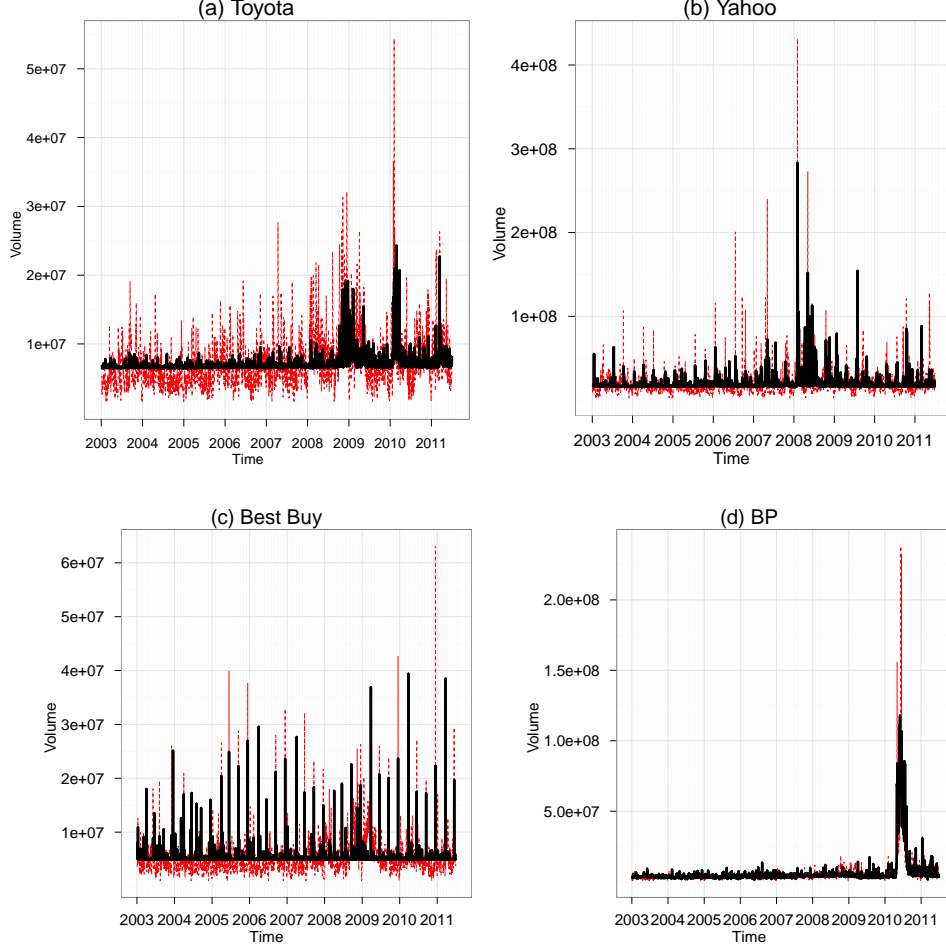 (a) Toyota
5e+07
4e+07
3e+07
2e+07
1e+07
Volume
2003 2004 2005 2006 2007 2008 2009 2010 2011
Time
(b) Yahoo
4e+08
3e+08
2e+08
1e+08
Volume
2003 2004 2005 2006 2007 2008 2009 2010 2011
Time
(c) Best Buy
6e+07
5e+07
4e+07
3e+07
2e+07
1e+07
Volume
2003 2004 2005 2006 2007 2008 2009 2010 2011
Time
(d) BP
2.0e+08
1.5e+08
1.0e+08
5.0e+07
Volume
2003 2004 2005 2006 2007 2008 2009 2010 2011
Time